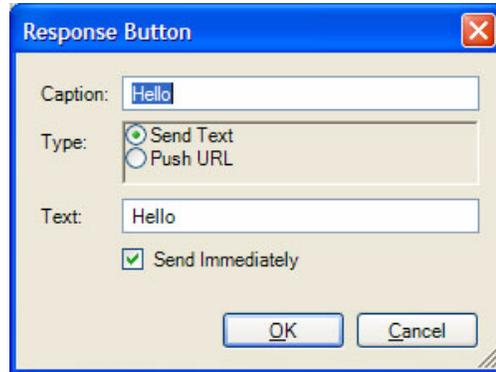 Response Button
Caption: Hello
Type: Send Text
Push URL
Text: Hello
Send Immediately
OK Cancel